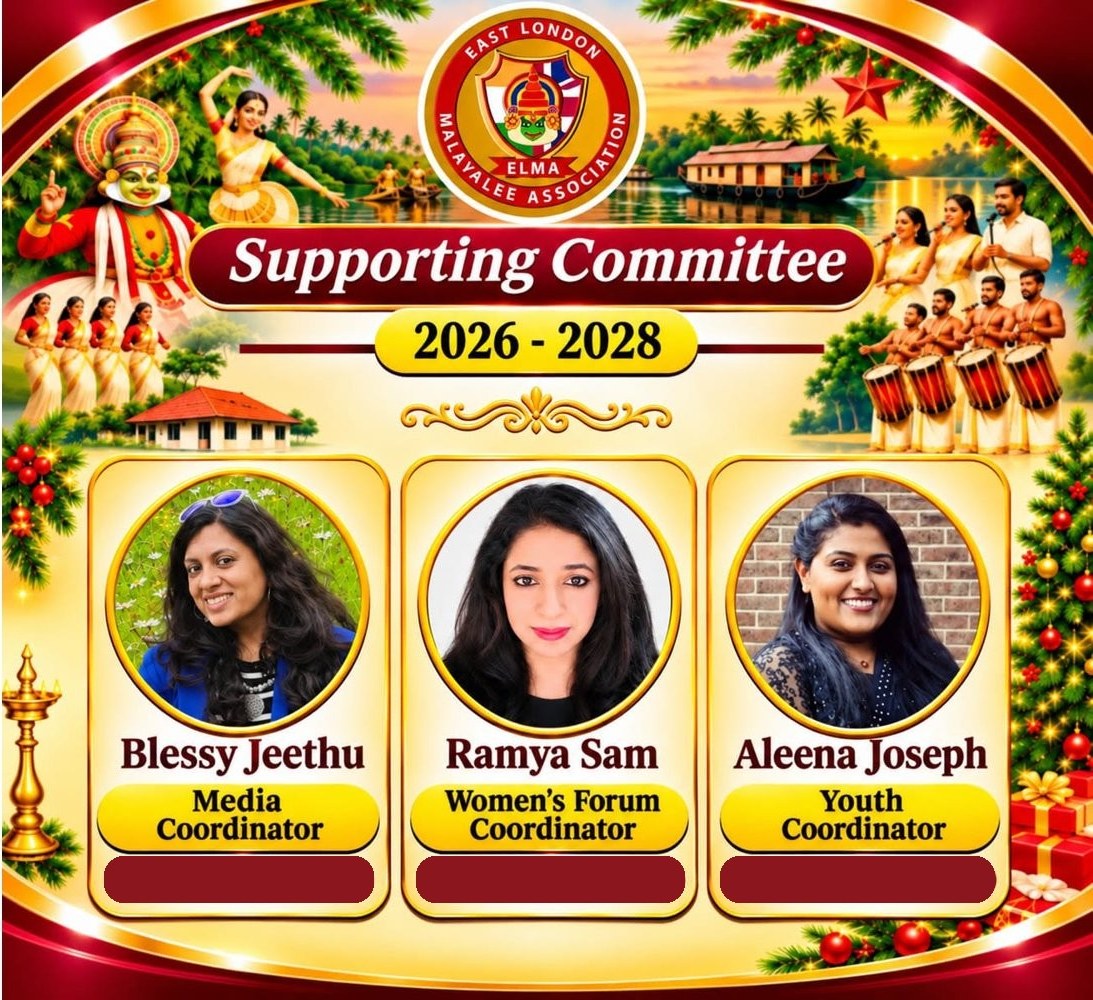 EAST LONDON
MALAYALEE ASSOCIATION
ELMA
Supporting Committee
2026 - 2028
Blessy Jeethu
Media
Coordinator
Ramya Sam
Women's Forum
Coordinator
Aleena Joseph
Youth
Coordinator